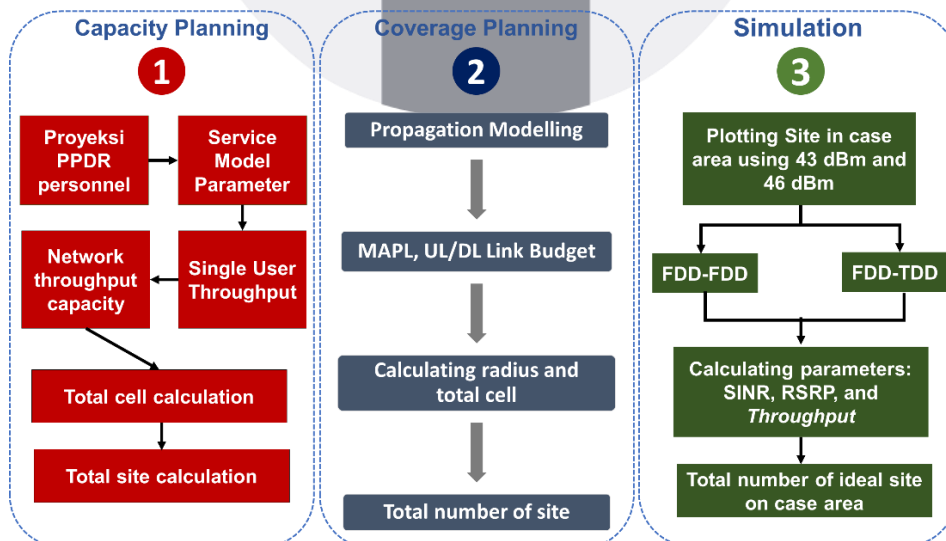 Capacity Planning
1
Proyeksi
PPDR
personnel
Service
Model
Parameter
Network
throughput
capacity
Single User
Throughput
Total cell calculation
Total site calculation
Coverage Planning
2
Propagation Modelling
MAPL, UL/DL Link Budget
Calculating radius and
total cell
Total number of site
Simulation
3
Plotting Site in case
area using 43 dBm and
46 dBm
FDD-FDD
FDD-TDD
Calculating parameters:
SINR, RSRP, and
Throughput
Total number of ideal site
on case area